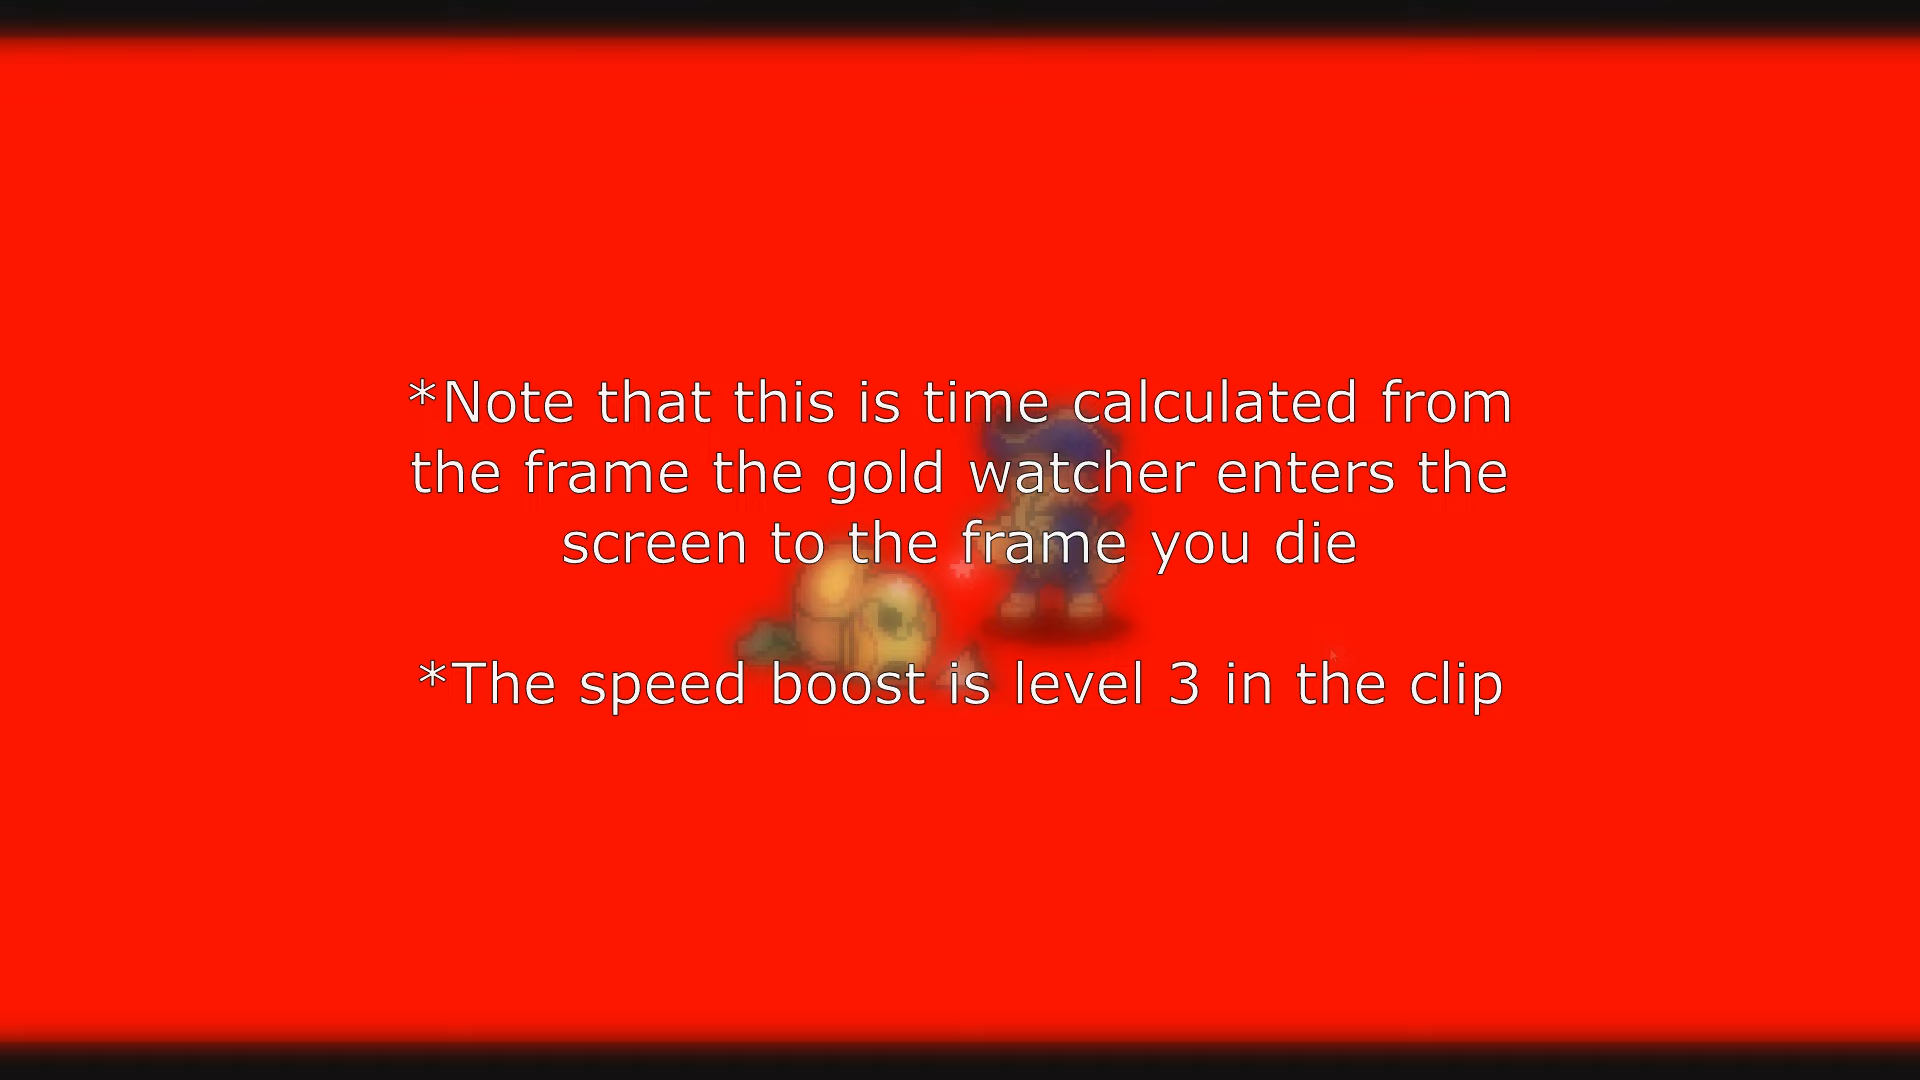 *Note that this is time calculated from
the frame the gold watcher enters the
screen to the frame you die
*The speed boost is level 3 in the clip